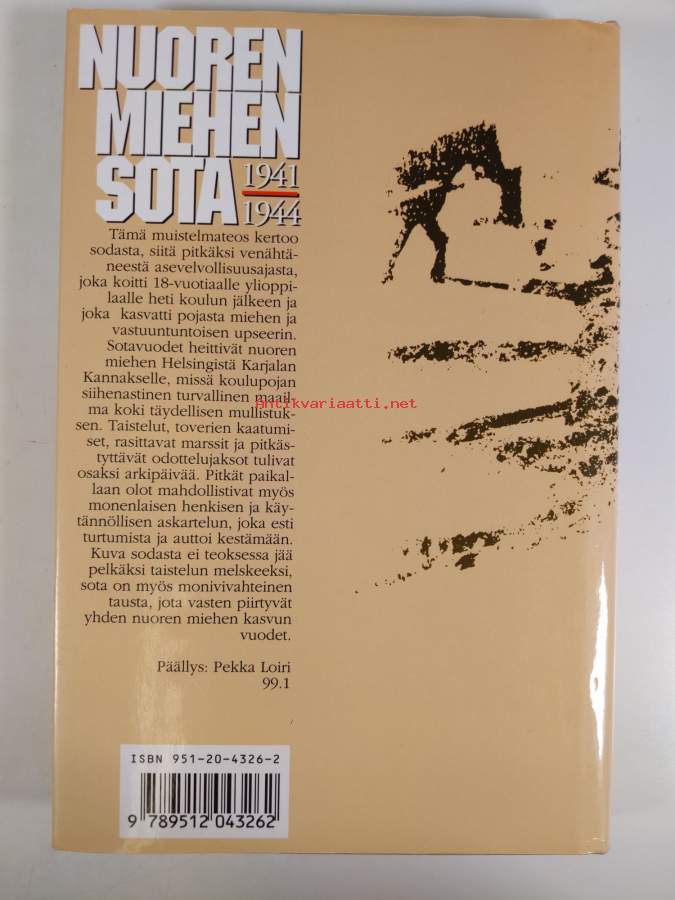 NUOREN
MIEHEN
SOTA 1941
1944
Tämä muistelmateos kertoo
sodasta, siitä pitkäksi venähtä-
neestä asevelvollisuusajasta,
joka koitti 18-vuotiaalle ylioppi-
laalle heti koulun jälkeen ja
joka kasvatti pojasta miehen ja
vastuuntuntoisen upseerin.
Sotavuodet heittivät nuoren
miehen Helsingistä Karjalan
Kannakselle, missä koulupojan
siihenastinen turvallinen maail-
ma koki täydellisen mullistuk-
sen. Taistelut, toverien kaatumi-
set, rasittavat marssit ja pitkäs-
tyttävät odottelujaksot tulivat
osaksi arkipäivää. Pitkät paikal-
laan olot mahdollistivat myös
monenlaisen henkisen ja käy-
tännöllisen askartelun, joka esti
turtumista ja auttoi kestämään.
Kuva sodasta ei teoksessa jää
pelkäksi taistelun melskeeksi,
sota on myös monivivahteinen
tausta, jota vasten piirtyvät
yhden nuoren miehen kasvun
vuodet.
Päällys: Pekka Loiri
99.1
ISBN 951-20-4326-2
9 789512 043262
antikvariaatti.net